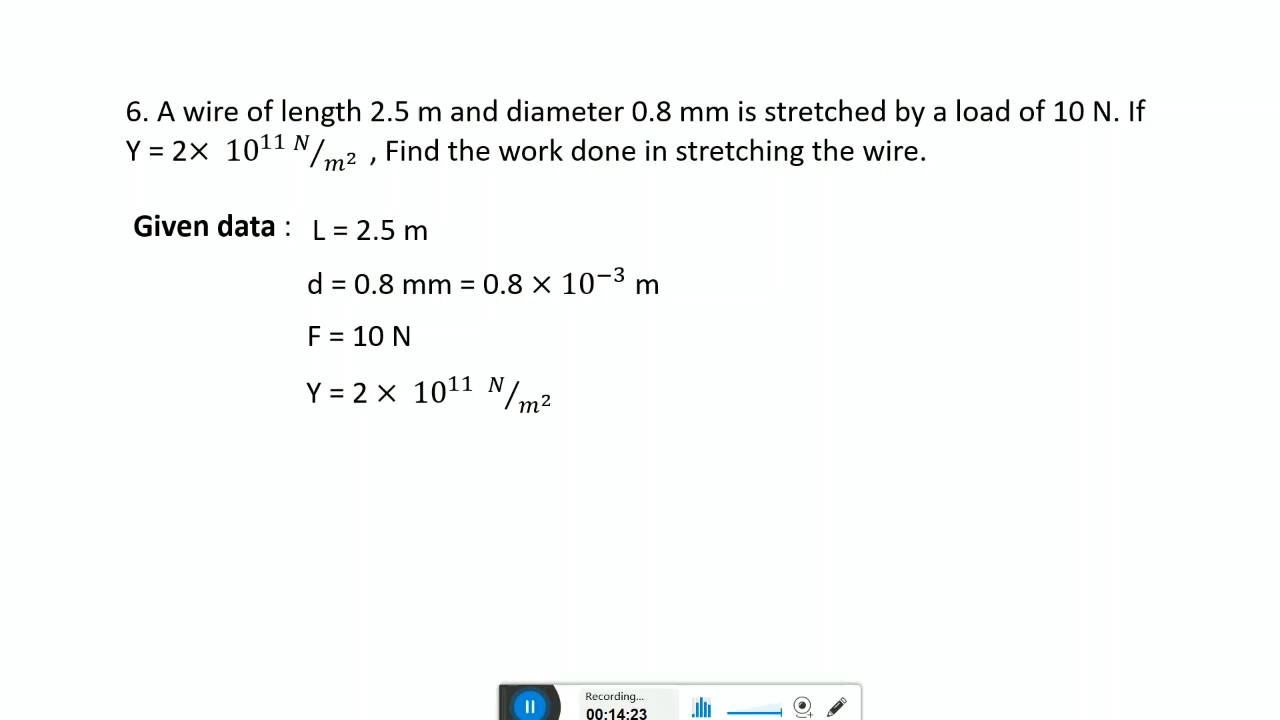 6. A wire of length 2.5 m and diameter 0.8 mm is stretched by a load of 10 N. If
Y = 2× 10¹¹ N/m² , Find the work done in stretching the wire.
Given data : L = 2.5 m
d = 0.8 mm = 0.8 × 10⁻³ m
F = 10 N
Y = 2 × 10¹¹ N/m²
Recording...
00:14:23